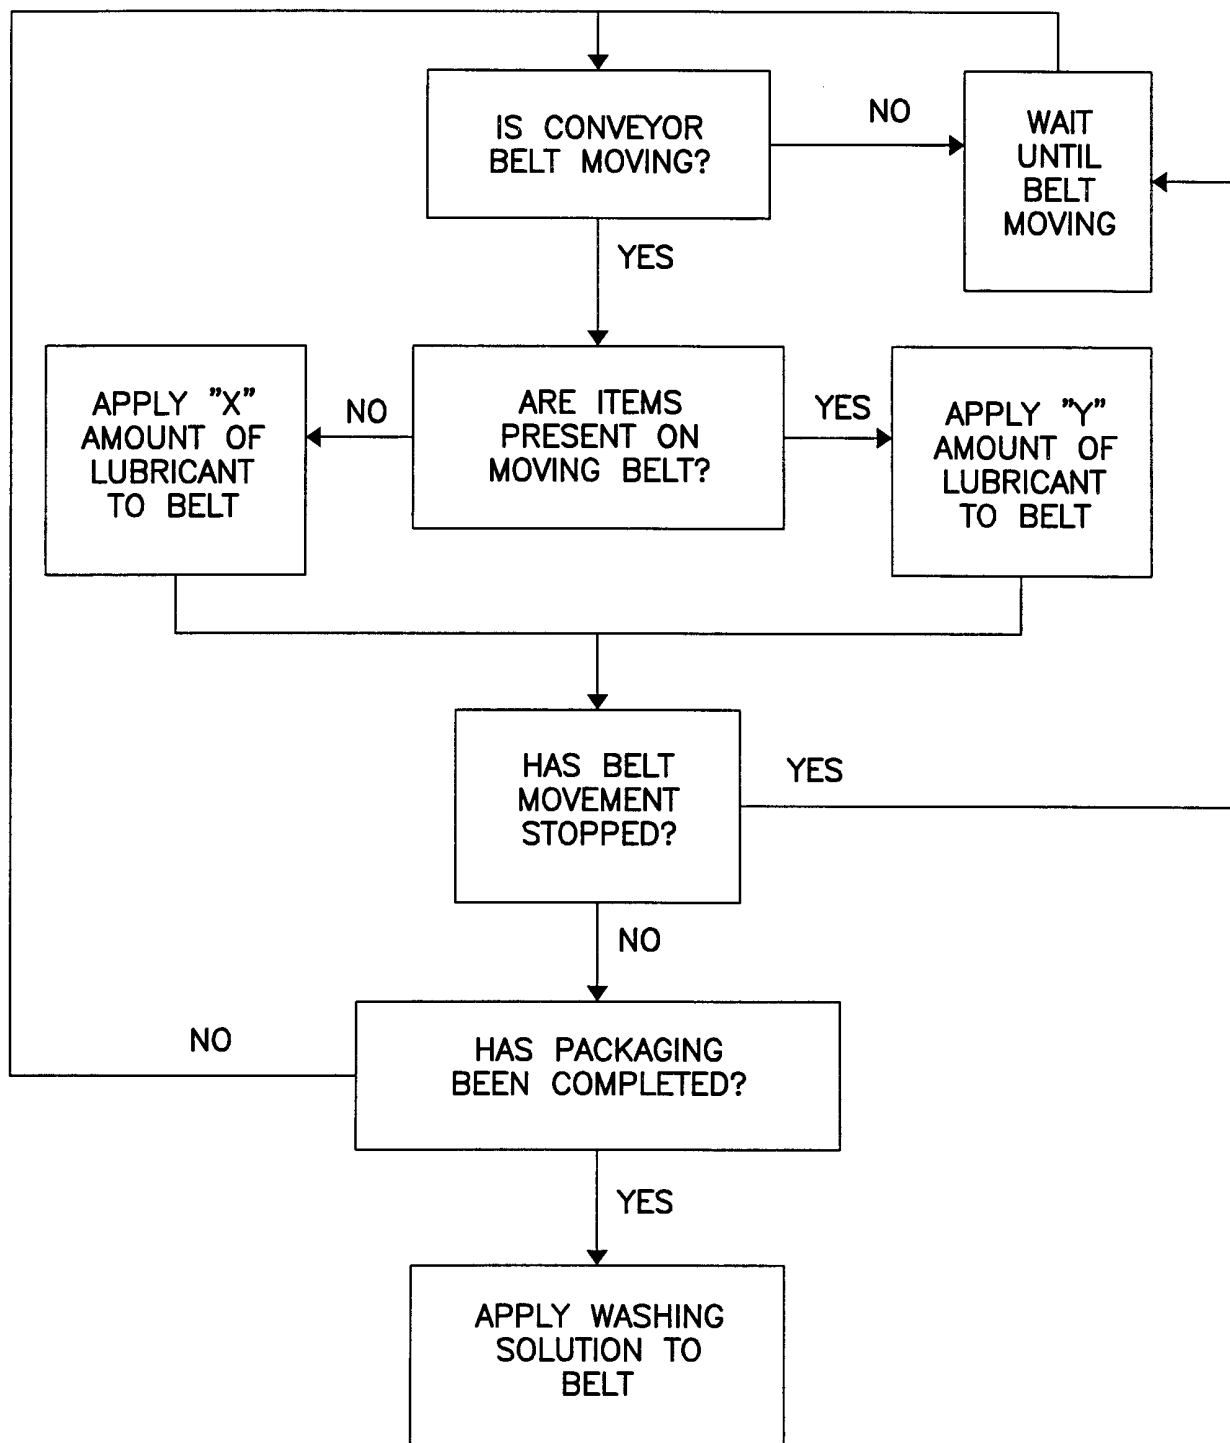 IS CONVEYOR
BELT MOVING?
NO
WAIT
UNTIL
BELT
MOVING
YES
APPLY "X"
AMOUNT OF
LUBRICANT
TO BELT
NO
ARE ITEMS
PRESENT ON
MOVING BELT?
YES
APPLY "Y"
AMOUNT OF
LUBRICANT
TO BELT
HAS BELT
MOVEMENT
STOPPED?
YES
NO
NO
HAS PACKAGING
BEEN COMPLETED?
YES
APPLY WASHING
SOLUTION TO
BELT